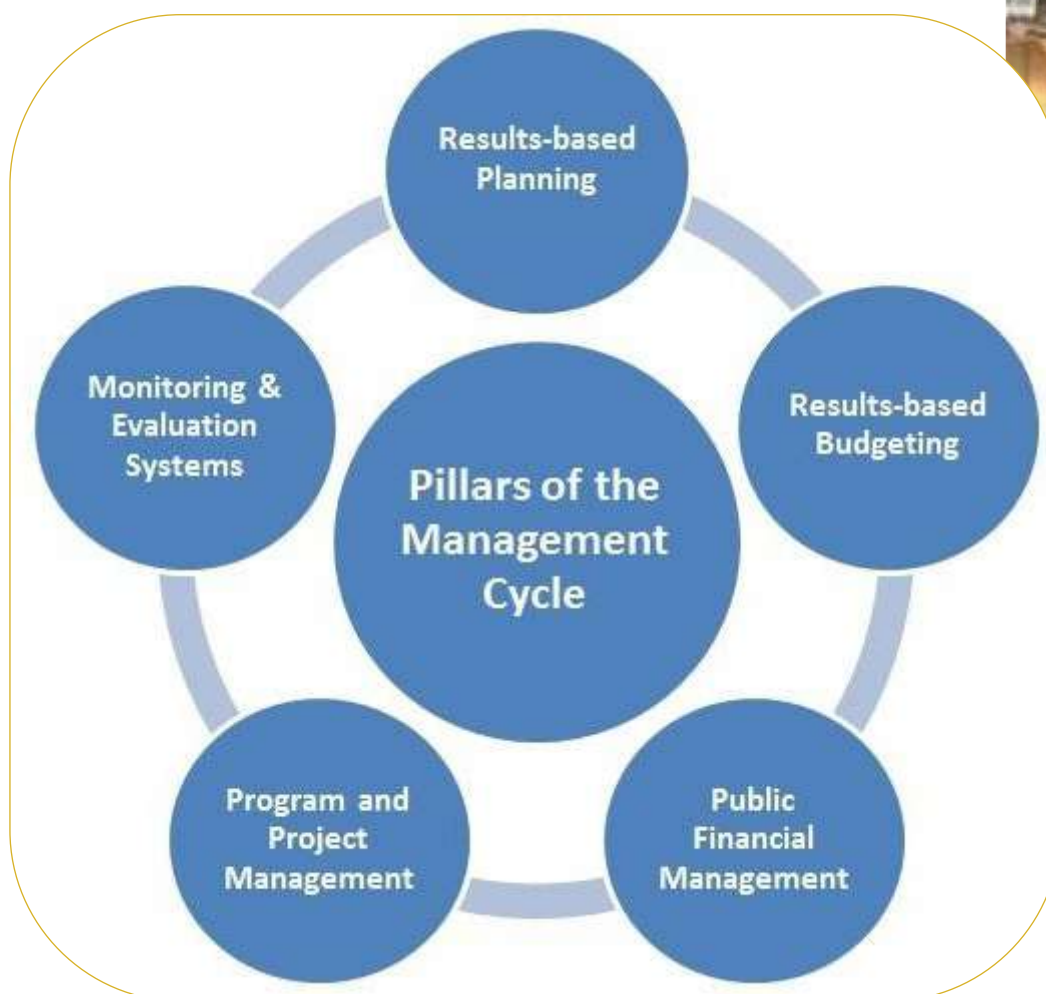 Results-based
Planning
Results-based
Budgeting
Public
Financial
Management
Program and
Project
Management
Monitoring &
Evaluation
Systems
Pillars of the
Management
Cycle